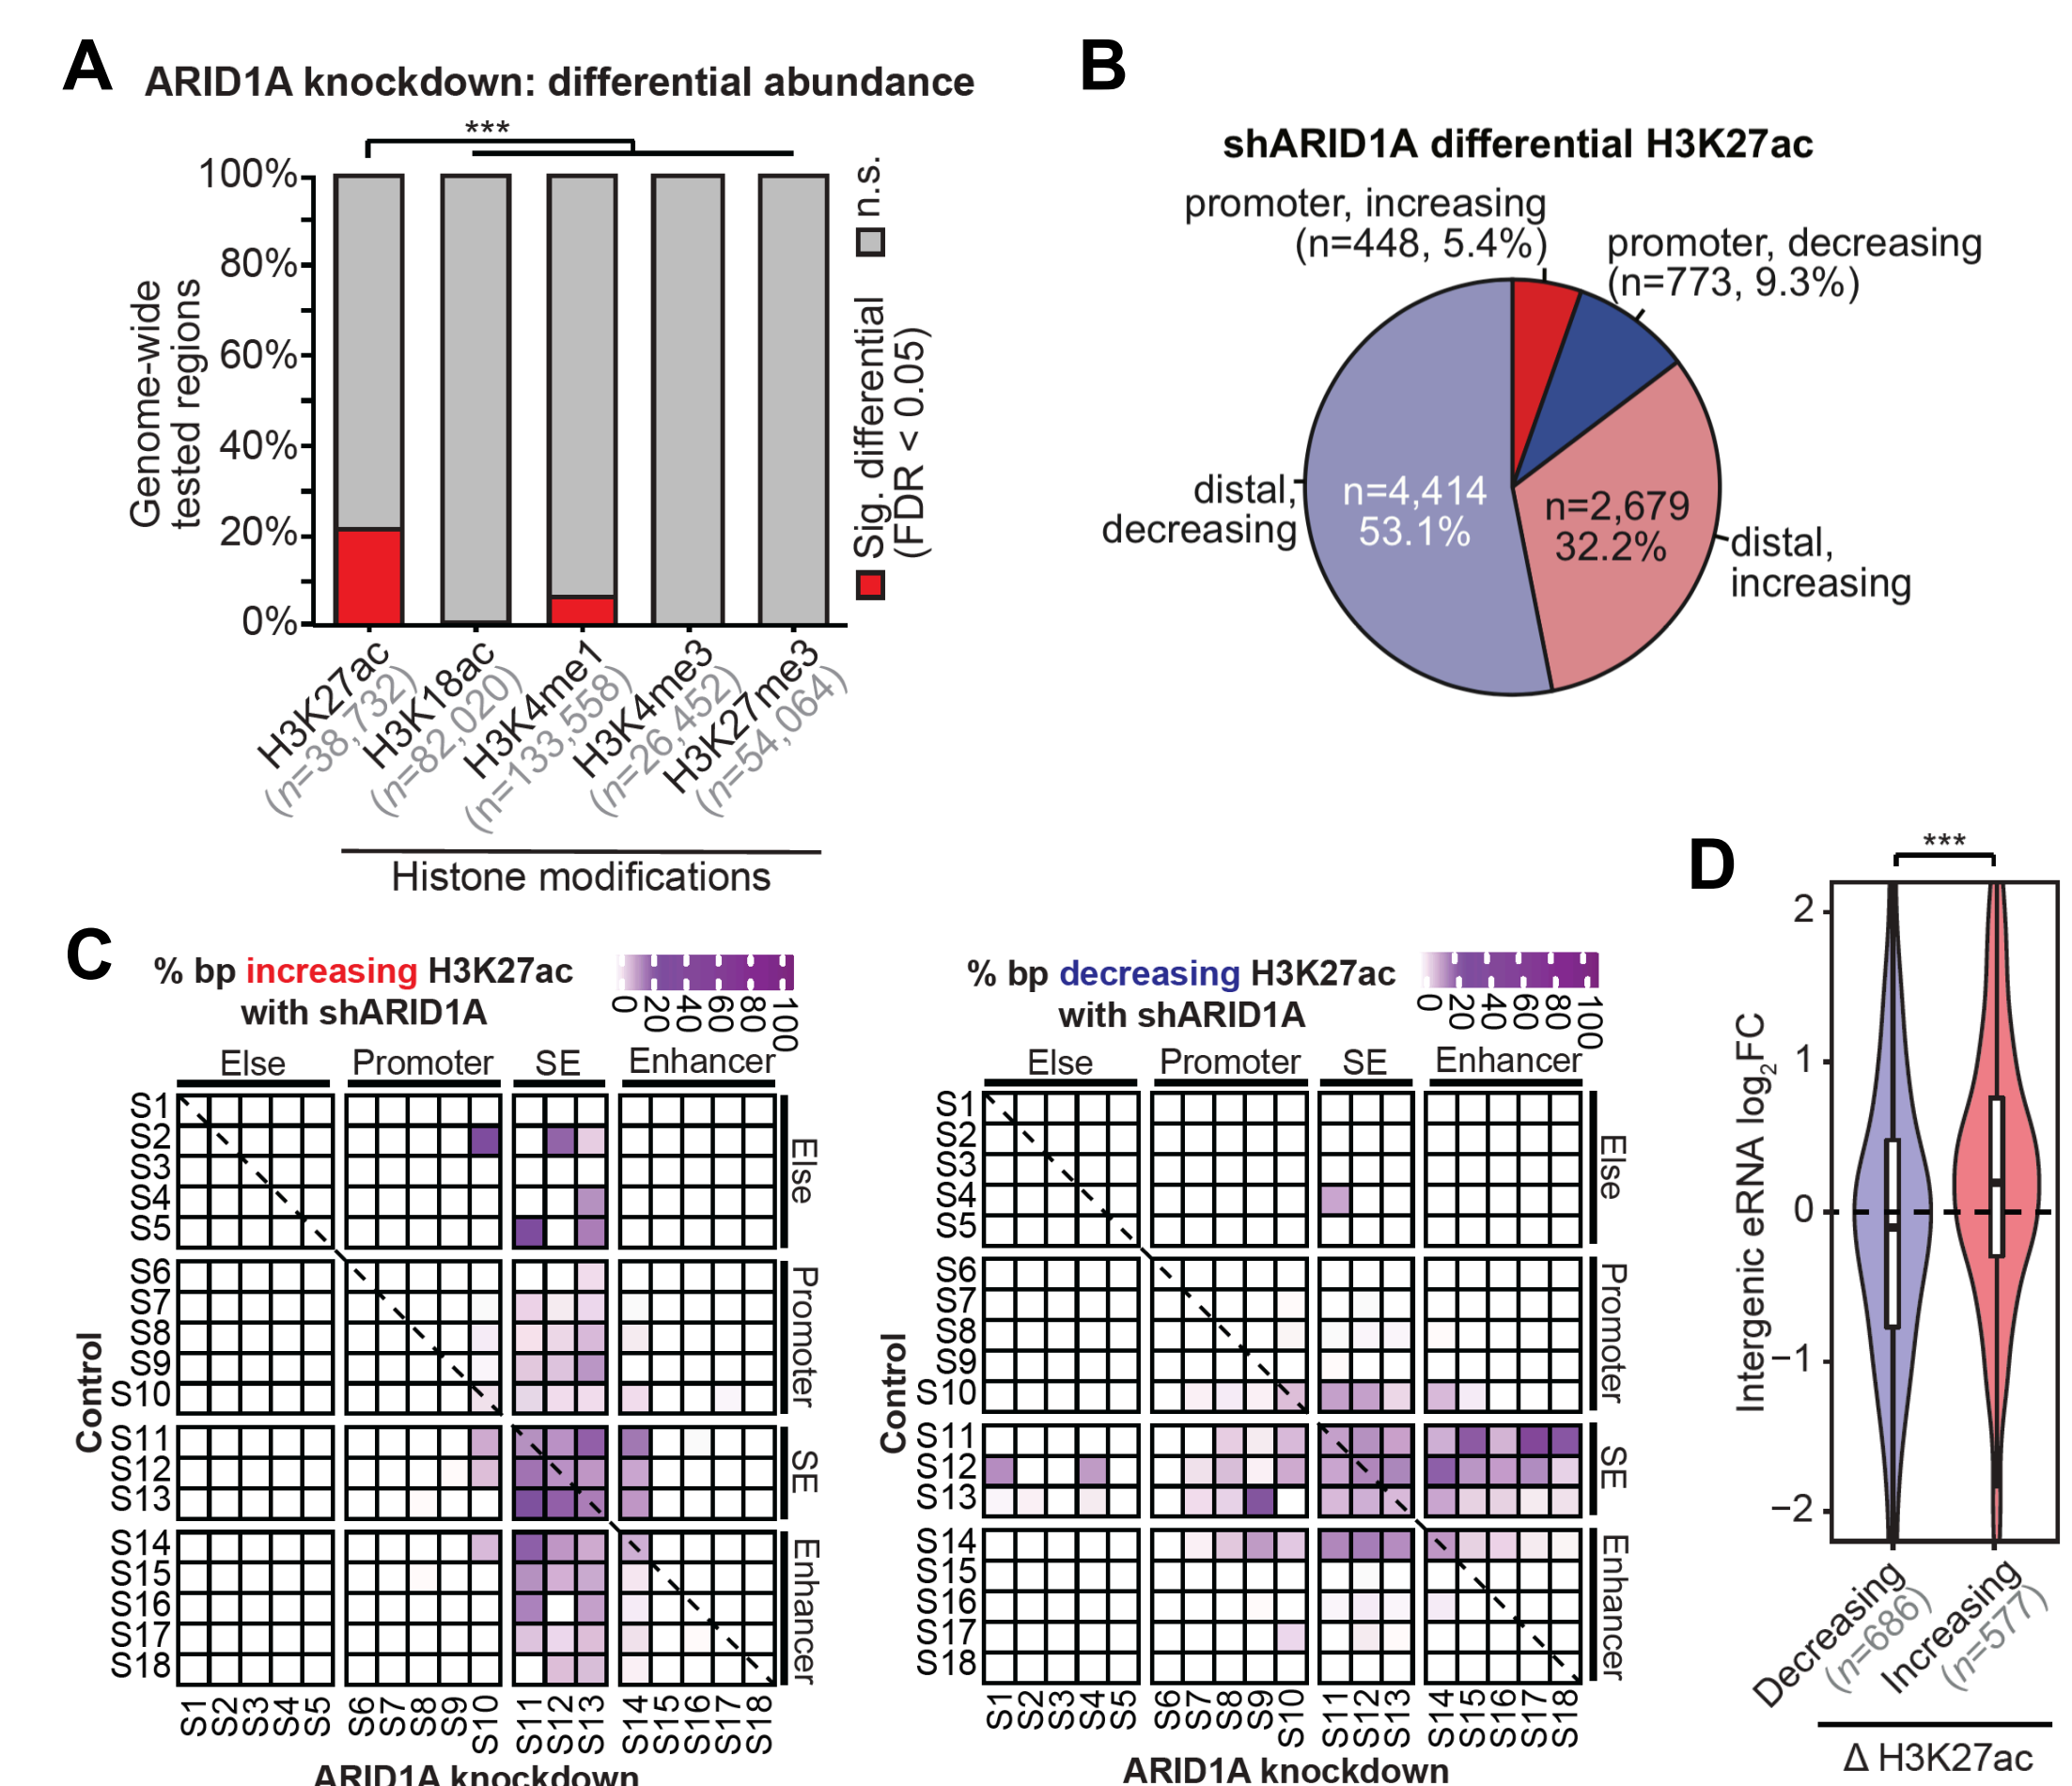 A
ARID1A knockdown: differential abundance
***
100%
80%
60%
40%
20%
0%
Genome-wide
tested regions
n.s.
Sig. differential
(FDR < 0.05)
H3K27ac
(n=38,732)
H3K18ac
(n=82,020)
H3K4me1
(n=133,558)
H3K4me3
(n=26,452)
H3K27me3
(n=54,064)
Histone modifications
B
shARID1A differential H3K27ac
promoter, increasing
(n=448, 5.4%)
promoter, decreasing
(n=773, 9.3%)
distal,
decreasing
n=4,414
53.1%
n=2,679
32.2%
distal,
increasing
C
% bp increasing H3K27ac
with shARID1A
0
20
40
60
80
100
Else
Promoter
SE
Enhancer
S1
S2
S3
S4
S5
S6
S7
S8
S9
S10
S11
S12
S13
S14
S15
S16
S17
S18
Else
Promoter
SE
Enhancer
Control
S1
S2
S3
S4
S5
S6
S7
S8
S9
S10
S11
S12
S13
S14
S15
S16
S17
S18
ARID1A knockdown
% bp decreasing H3K27ac
with shARID1A
0
20
40
60
80
100
Else
Promoter
SE
Enhancer
S1
S2
S3
S4
S5
S6
S7
S8
S9
S10
S11
S12
S13
S14
S15
S16
S17
S18
Else
Promoter
SE
Enhancer
Control
S1
S2
S3
S4
S5
S6
S7
S8
S9
S10
S11
S12
S13
S14
S15
S16
S17
S18
ARID1A knockdown
D
***
2
1
0
−1
−2
Intergenic eRNA log₂FC
Decreasing
(n=686)
Increasing
(n=577)
Δ H3K27ac